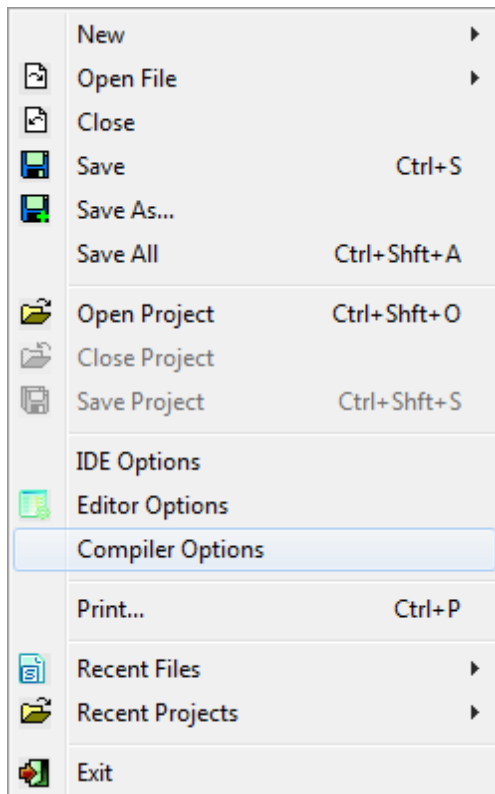 New
Open File
Close
Save Ctrl+S
Save As...
Save All Ctrl+Shft+A
Open Project Ctrl+Shft+O
Close Project
Save Project Ctrl+Shft+S
IDE Options
Editor Options
Compiler Options
Print... Ctrl+P
Recent Files
Recent Projects
Exit